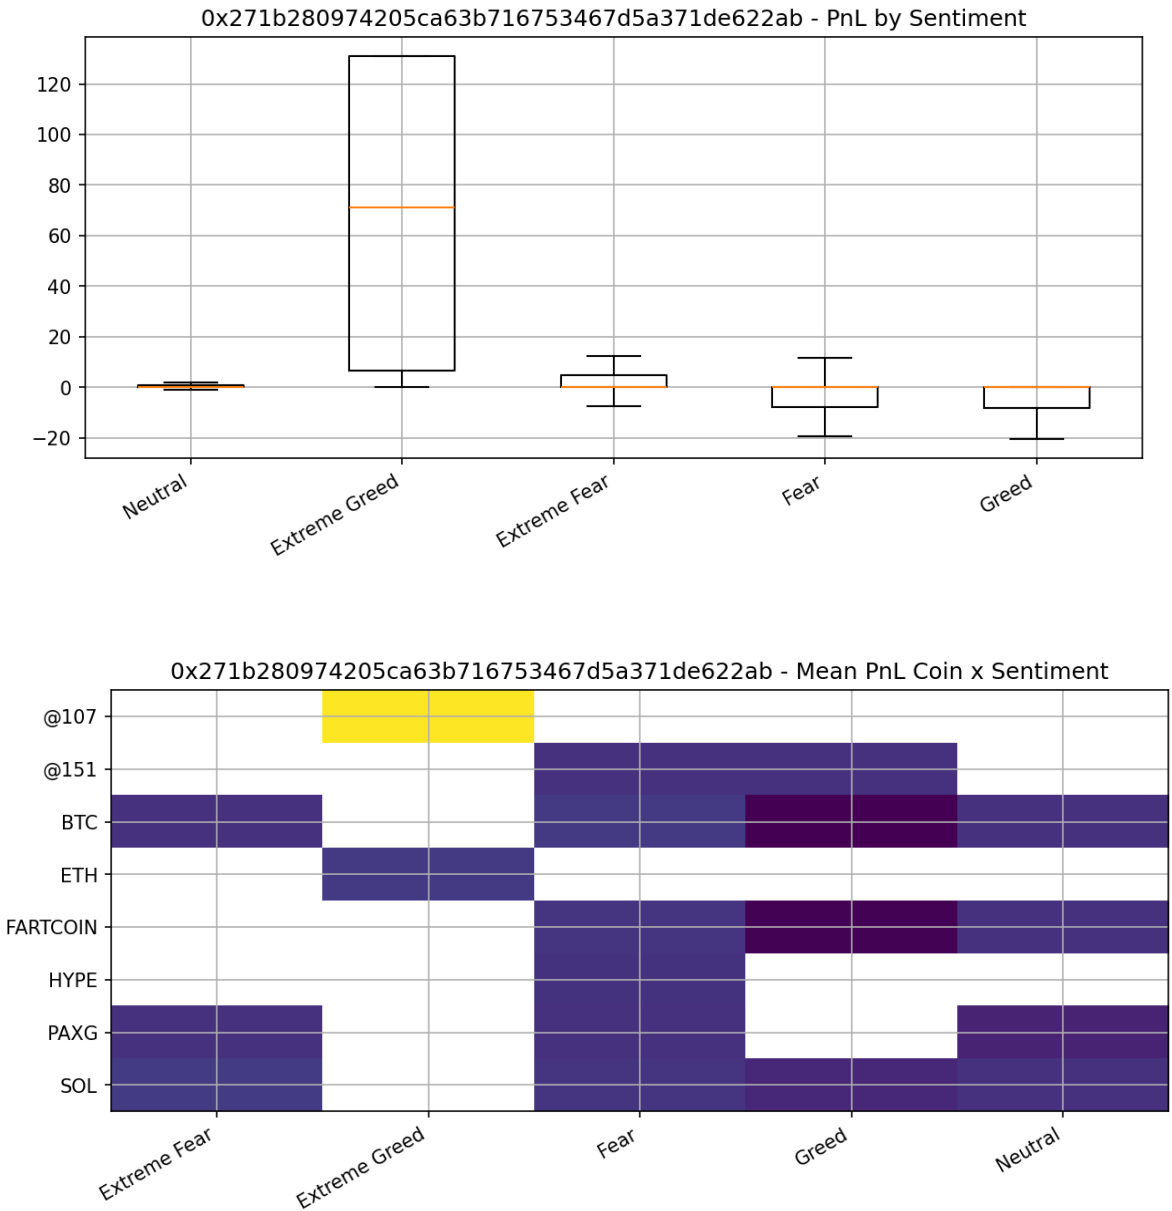 0x271b280974205ca63b716753467d5a371de622ab - PnL by Sentiment
120
100
80
60
40
20
0
−20
Neutral
Extreme Greed
Extreme Fear
Fear
Greed
0x271b280974205ca63b716753467d5a371de622ab - Mean PnL Coin x Sentiment
@107
@151
BTC
ETH
FARTCOIN
HYPE
PAXG
SOL
Extreme Fear
Extreme Greed
Fear
Greed
Neutral